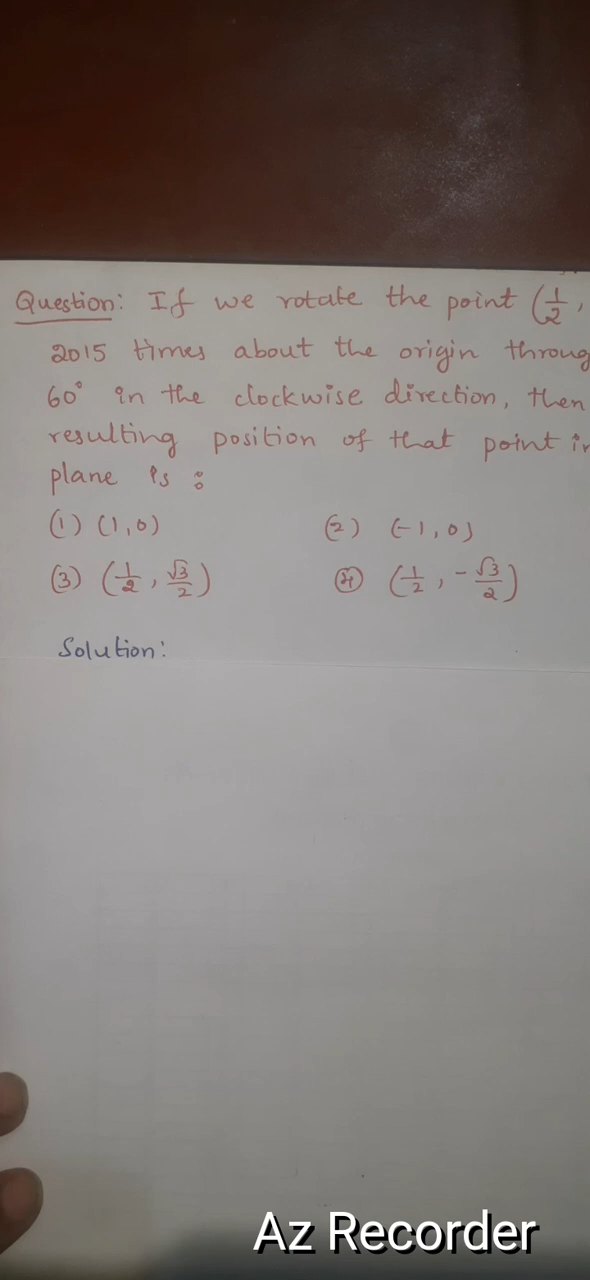 Question: If we rotate the point (1/2,
2015 times about the origin throug
60° in the clockwise direction, then
resulting position of that point in
plane is :
(1) (1,0) (2) (-1,0)
(3) (1/2, √3/2) (4) (1/2, -√3/2)
Solution:
Az Recorder